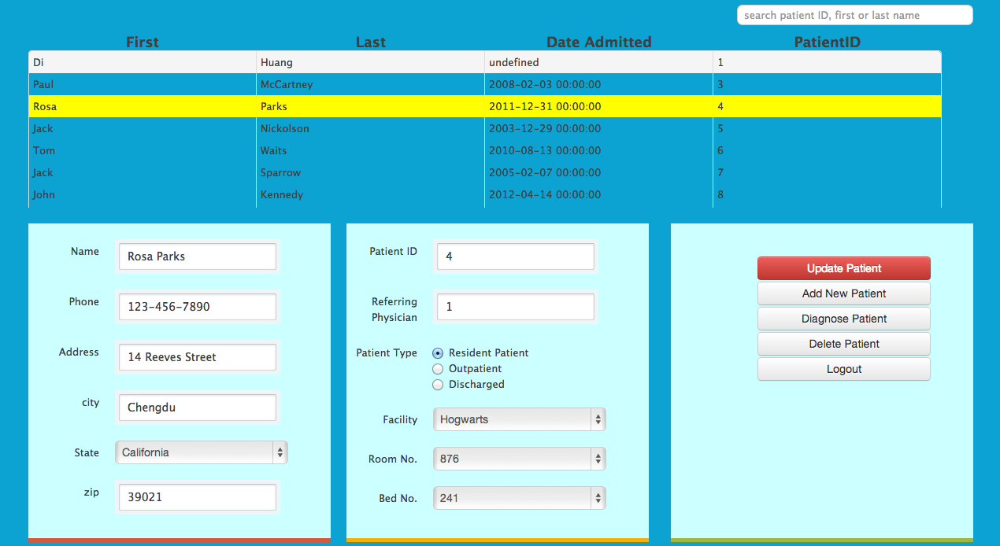 search patient ID, first or last name
First Last Date Admitted PatientID
Di Huang undefined 1
Paul McCartney 2008-02-03 00:00:00 3
Rosa Parks 2011-12-31 00:00:00 4
Jack Nickolson 2003-12-29 00:00:00 5
Tom Waits 2010-08-13 00:00:00 6
Jack Sparrow 2005-02-07 00:00:00 7
John Kennedy 2012-04-14 00:00:00 8
Name Rosa Parks
Phone 123-456-7890
Address 14 Reeves Street
city Chengdu
State California
zip 39021
Patient ID 4
Referring
Physician 1
Patient Type Resident Patient
Outpatient
Discharged
Facility Hogwarts
Room No. 876
Bed No. 241
Update Patient
Add New Patient
Diagnose Patient
Delete Patient
Logout